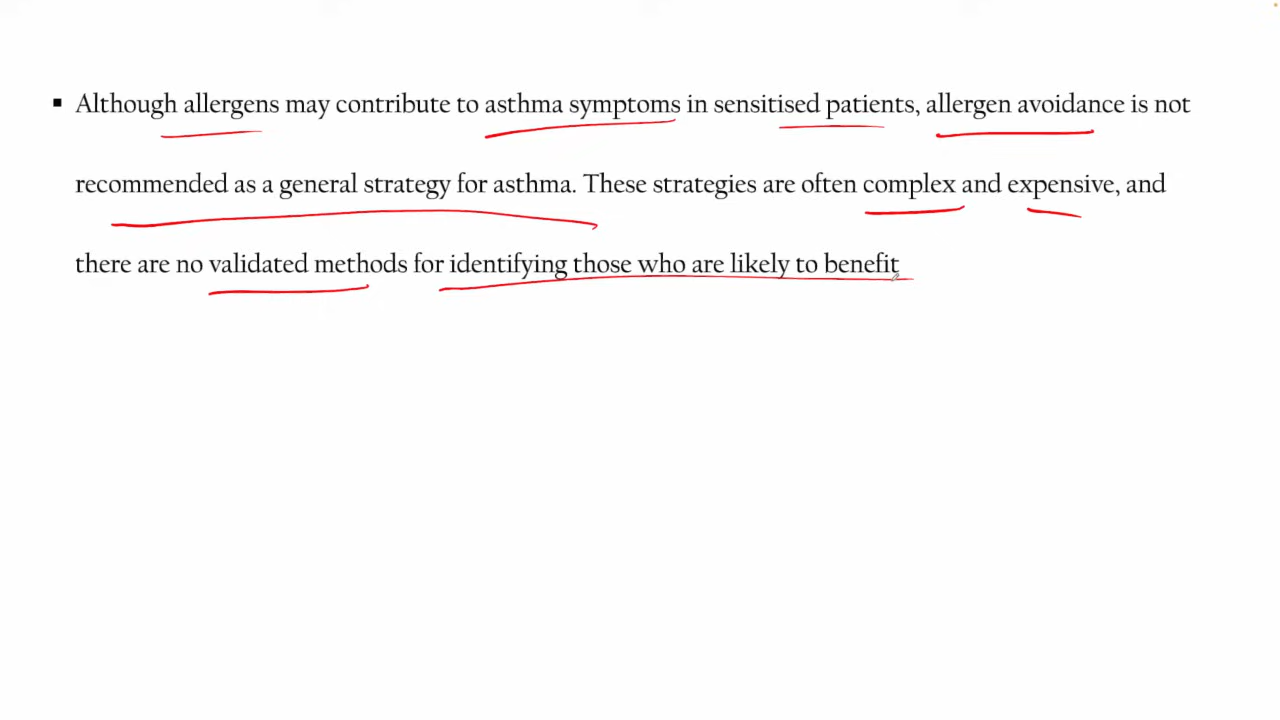 ▪ Although allergens may contribute to asthma symptoms in sensitised patients, allergen avoidance is not
recommended as a general strategy for asthma. These strategies are often complex and expensive, and
there are no validated methods for identifying those who are likely to benefit